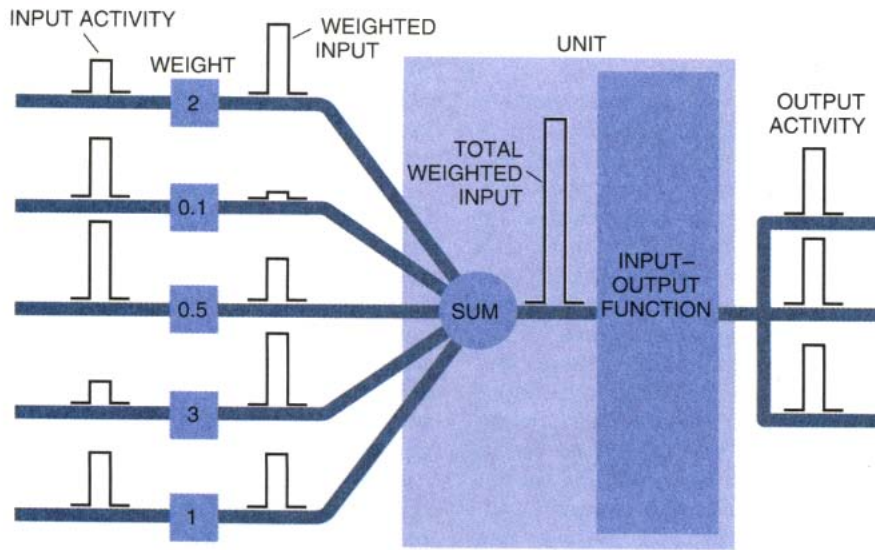 INPUT ACTIVITY
WEIGHTED
INPUT
WEIGHT
UNIT
2
OUTPUT
ACTIVITY
TOTAL
WEIGHTED
INPUT
0.1
INPUT–
OUTPUT
FUNCTION
0.5
SUM
3
1